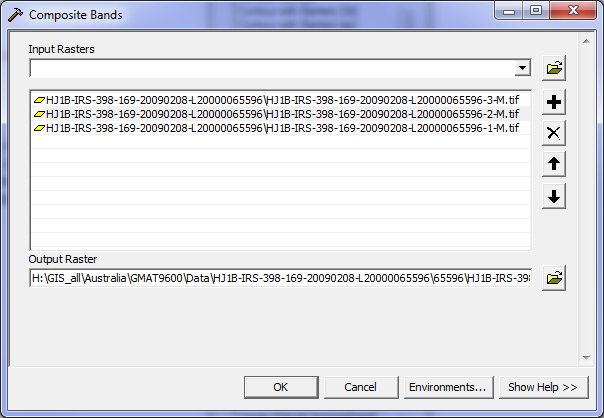 Composite Bands
Input Rasters
HJ1B-IRS-398-169-20090208-L20000065596\HJ1B-IRS-398-169-20090208-L20000065596-3-M.tif
HJ1B-IRS-398-169-20090208-L20000065596\HJ1B-IRS-398-169-20090208-L20000065596-2-M.tif
HJ1B-IRS-398-169-20090208-L20000065596\HJ1B-IRS-398-169-20090208-L20000065596-1-M.tif
Output Raster
H:\GIS_all\Australia\GMAT9600\Data\HJ1B-IRS-398-169-20090208-L20000065596\65596\HJ1B-IRS-398
OK
Cancel
Environments...
Show Help >>